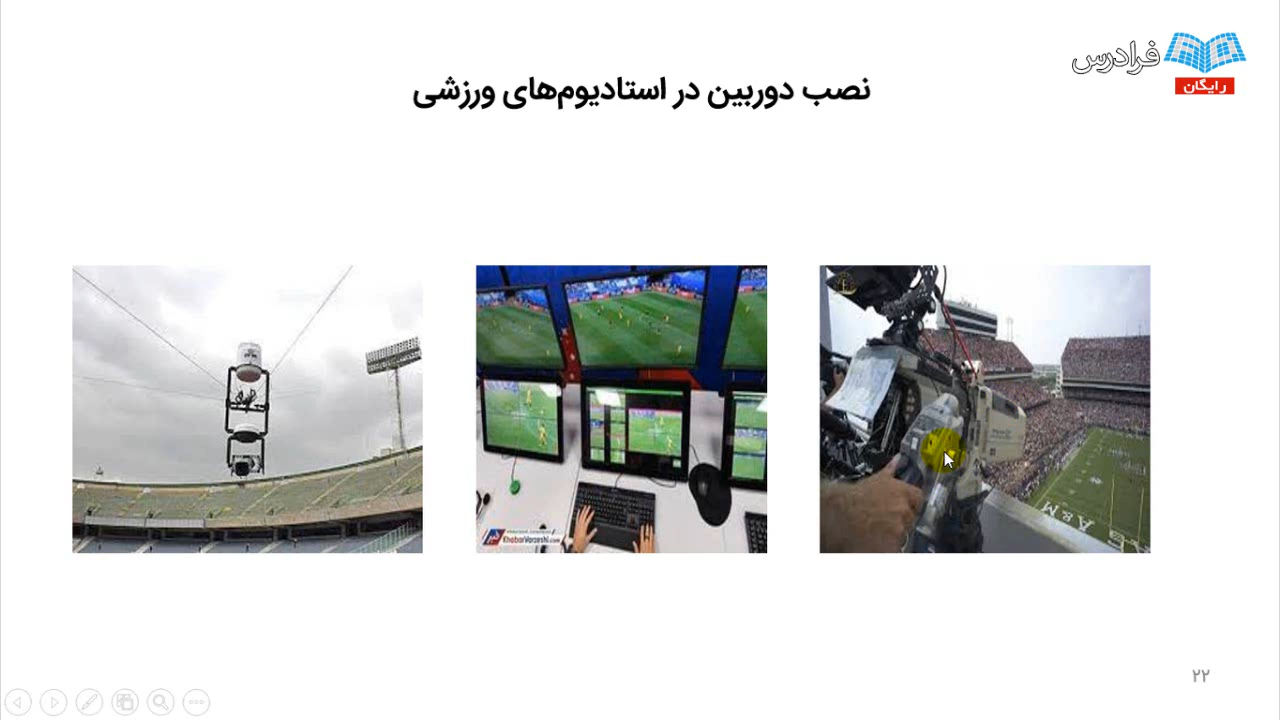 فرادرس
رایگان
نصب دوربین در استادیوم‌های ورزشی
KhabarVarzeshi.com
A&M
۲۲